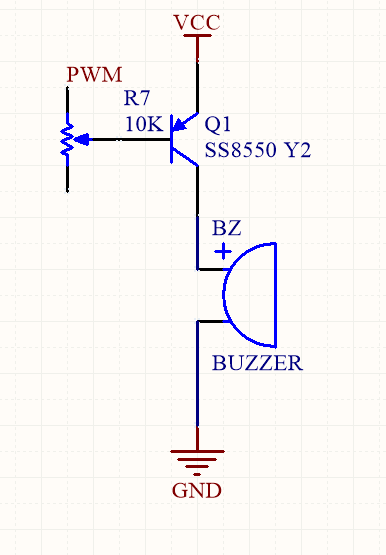 VCC
PWM
R7
10K
Q1
SS8550 Y2
BZ
+
BUZZER
GND